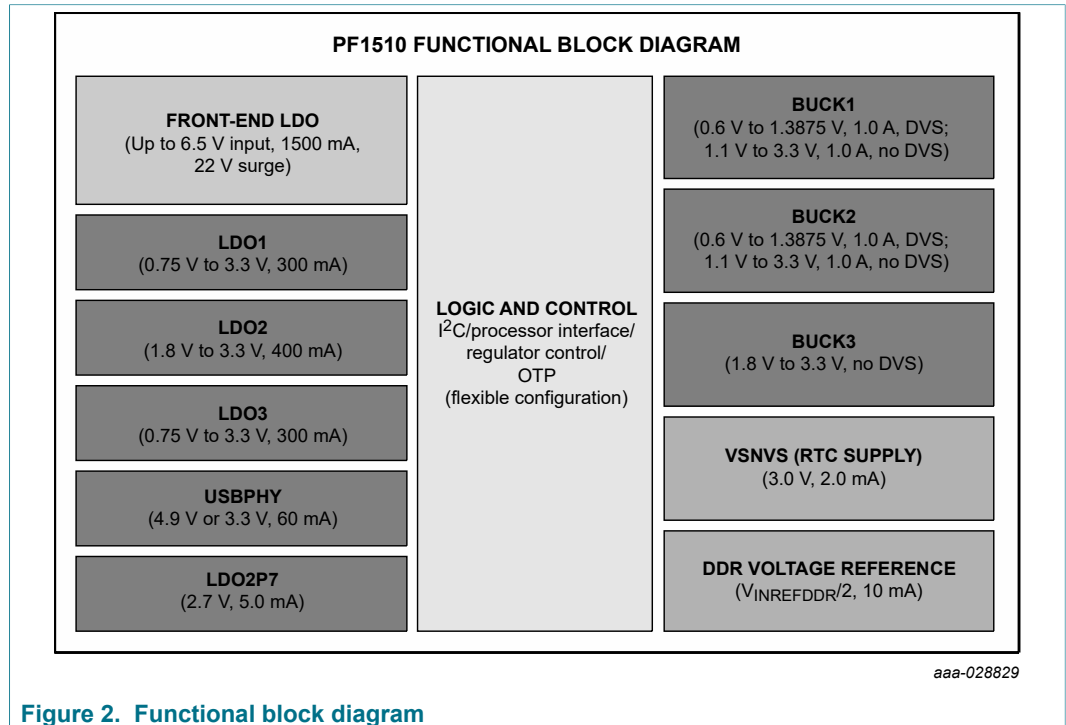 PF1510 FUNCTIONAL BLOCK DIAGRAM
FRONT-END LDO
(Up to 6.5 V input, 1500 mA,
22 V surge)
LDO1
(0.75 V to 3.3 V, 300 mA)
LDO2
(1.8 V to 3.3 V, 400 mA)
LDO3
(0.75 V to 3.3 V, 300 mA)
USBPHY
(4.9 V or 3.3 V, 60 mA)
LDO2P7
(2.7 V, 5.0 mA)
LOGIC AND CONTROL
I2C/processor interface/
regulator control/
OTP
(flexible configuration)
BUCK1
(0.6 V to 1.3875 V, 1.0 A, DVS;
1.1 V to 3.3 V, 1.0 A, no DVS)
BUCK2
(0.6 V to 1.3875 V, 1.0 A, DVS;
1.1 V to 3.3 V, 1.0 A, no DVS)
BUCK3
(1.8 V to 3.3 V, no DVS)
VSNVS (RTC SUPPLY)
(3.0 V, 2.0 mA)
DDR VOLTAGE REFERENCE
(VINREFDDR/2, 10 mA)
aaa-028829
Figure 2. Functional block diagram